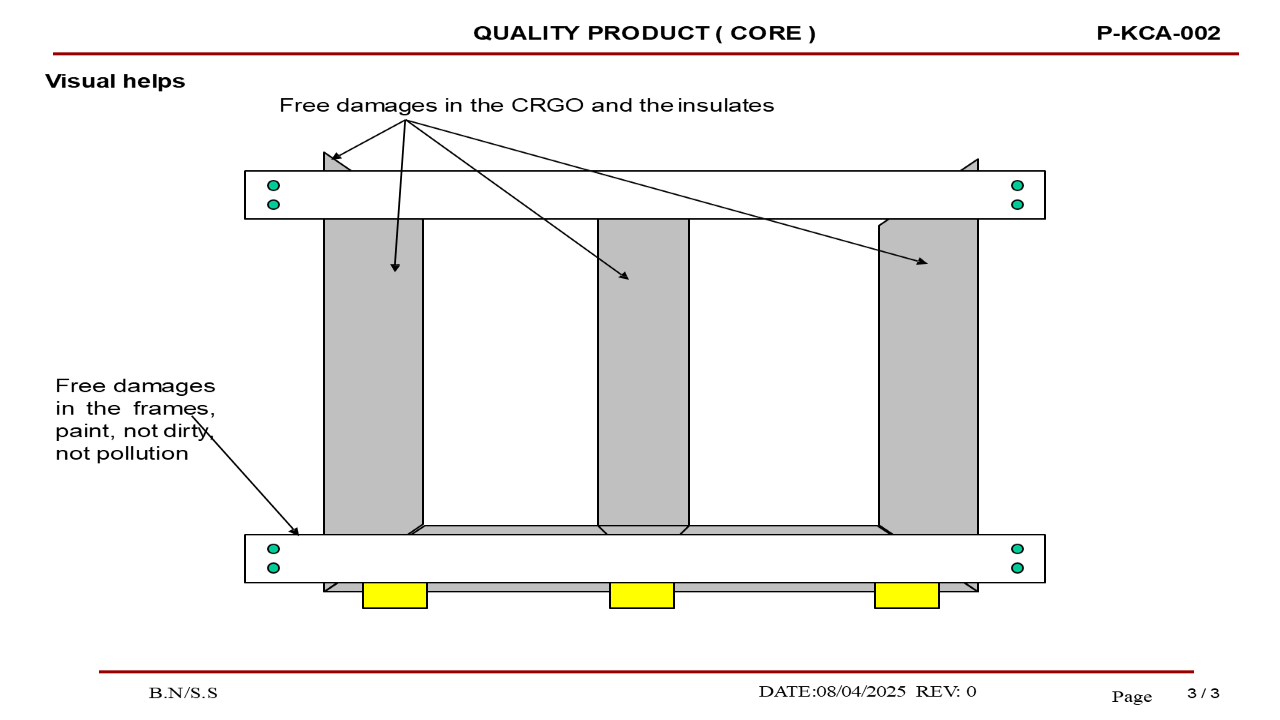 QUALITY PRODUCT ( CORE )
P-KCA-002
Visual helps
Free damages in the CRGO and the insulates
Free damages
in the frames,
paint, not dirty,
not pollution
B.N/S.S
DATE:08/04/2025 REV: 0
Page 3 / 3